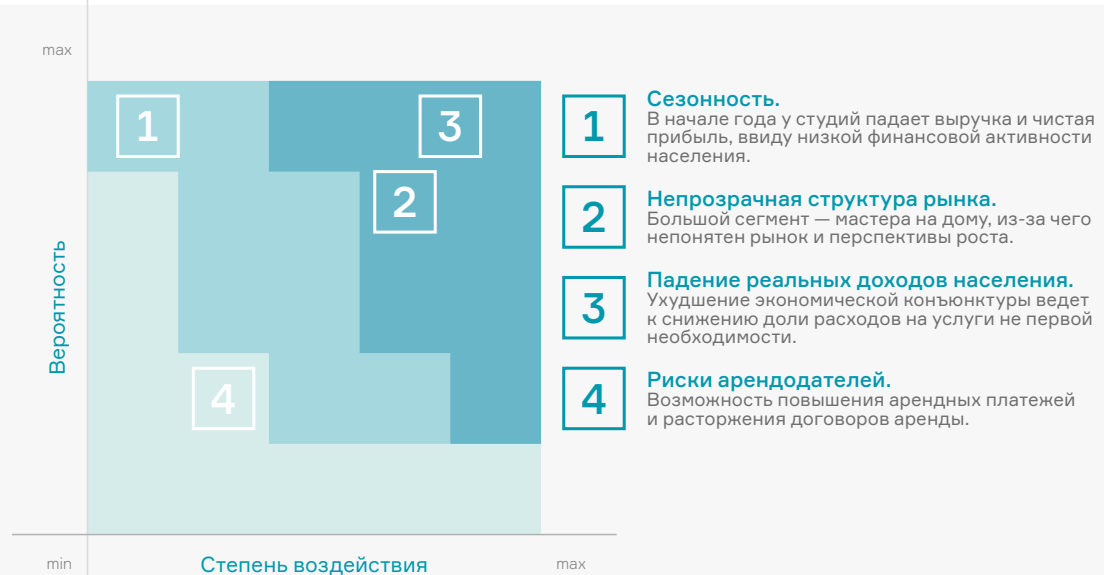 max
1
3
2
4
Вероятность
min
Степень воздействия
max
1
Сезонность.
В начале года у студий падает выручка и чистая
прибыль, ввиду низкой финансовой активности
населения.
2
Непрозрачная структура рынка.
Большой сегмент — мастера на дому, из-за чего
непонятен рынок и перспективы роста.
3
Падение реальных доходов населения.
Ухудшение экономической конъюнктуры ведет
к снижению доли расходов на услуги не первой
необходимости.
4
Риски арендодателей.
Возможность повышения арендных платежей
и расторжения договоров аренды.